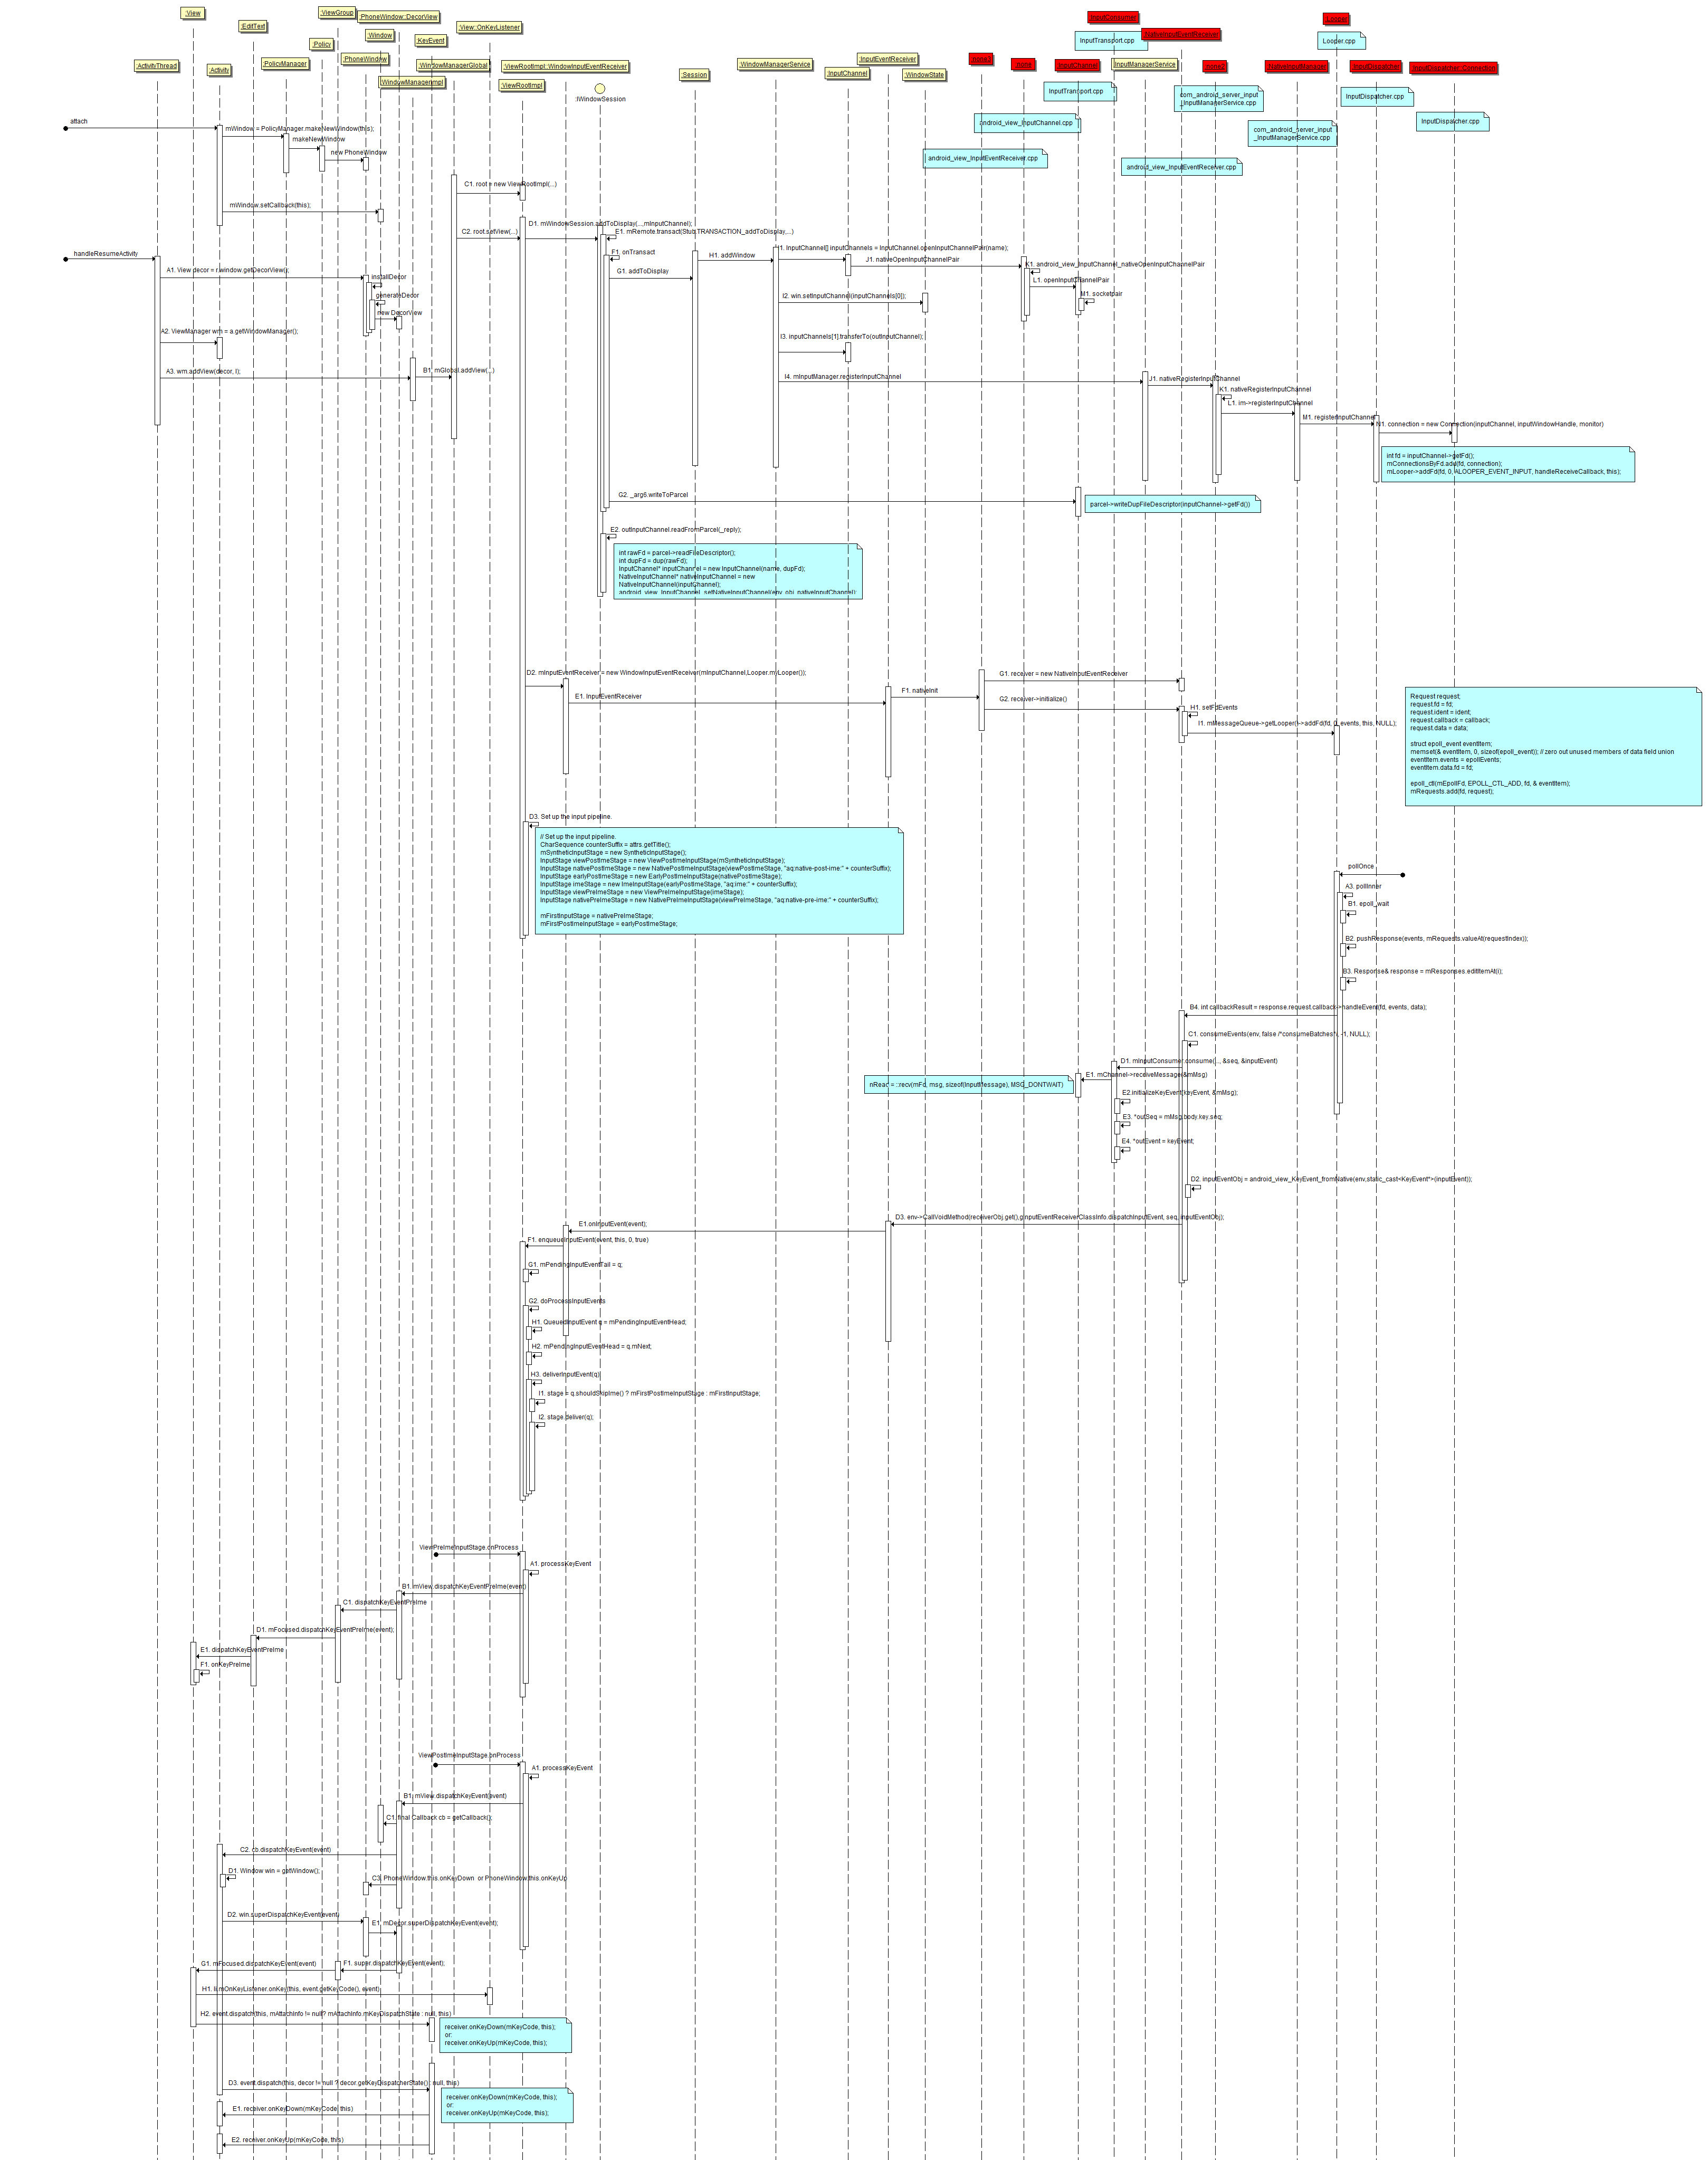 :View
:ViewGroup
:PhoneWindow::DecorView
:InputConsumer
:Looper
:EditText
:Window
:View::OnKeyListener
:NativeInputEventReceiver
:Policy
:KeyEvent
InputTransport.cpp
Looper.cpp
:ActivityThread
:Activity
:PolicyManager
:PhoneWindow
:WindowManagerGlobal
:ViewRootImpl::WindowInputEventReceiver
:Session
:WindowManagerService
:InputChannel
:InputEventReceiver
:WindowState
:none3
:none
:InputChannel
:InputManagerService
:none2
:NativeInputManager
:InputDispatcher
:InputDispatcher::Connection
:WindowManagerImpl
:ViewRootImpl
:IWindowSession
InputTransport.cpp
com_android_server_input
_InputManagerService.cpp
InputDispatcher.cpp
android_view_InputChannel.cpp
com_android_server_input
_InputManagerService.cpp
InputDispatcher.cpp
android_view_InputEventReceiver.cpp
android_view_InputEventReceiver.cpp
attach
mWindow = PolicyManager.makeNewWindow(this);
makeNewWindow
new PhoneWindow
C1. root = new ViewRootImpl(...)
mWindow.setCallback(this);
D1. mWindowSession.addToDisplay(...,mInputChannel);
C2. root.setView(...)
E1. mRemote.transact(Stub.TRANSACTION_addToDisplay,...)
handleResumeActivity
F1. onTransact
H1. addWindow
I1. InputChannel[] inputChannels = InputChannel.openInputChannelPair(name);
J1. nativeOpenInputChannelPair
K1. android_view_InputChannel_nativeOpenInputChannelPair
A1. View decor = r.window.getDecorView();
installDecor
G1. addToDisplay
L1. openInputChannelPair
generateDecor
I2. win.setInputChannel(inputChannels[0]);
M1. socketpair
new DecorView
A2. ViewManager wm = a.getWindowManager();
I3. inputChannels[1].transferTo(outInputChannel);
A3. wm.addView(decor, l);
B1. mGlobal.addView(...)
I4. mInputManager.registerInputChannel
J1. nativeRegisterInputChannel
K1. nativeRegisterInputChannel
L1. im->registerInputChannel
M1. registerInputChannel
N1. connection = new Connection(inputChannel, inputWindowHandle, monitor)
int fd = inputChannel->getFd();
mConnectionsByFd.add(fd, connection);
mLooper->addFd(fd, 0, ALOOPER_EVENT_INPUT, handleReceiveCallback, this);
G2. _arg6.writeToParcel
parcel->writeDupFileDescriptor(inputChannel->getFd())
E2. outInputChannel.readFromParcel(_reply);
int rawFd = parcel->readFileDescriptor();
int dupFd = dup(rawFd);
InputChannel* inputChannel = new InputChannel(name, dupFd);
NativeInputChannel* nativeInputChannel = new
NativeInputChannel(inputChannel);
android_view_InputChannel_setNativeInputChannel(env, obj, nativeInputChannel);
D2. mInputEventReceiver = new WindowInputEventReceiver(mInputChannel,Looper.myLooper());
G1. receiver = new NativeInputEventReceiver
E1. InputEventReceiver
F1. nativeInit
G2. receiver->initialize()
H1. setFdEvents
I1. mMessageQueue->getLooper()->addFd(fd, 0, events, this, NULL);
Request request;
request.fd = fd;
request.ident = ident;
request.callback = callback;
request.data = data;
struct epoll_event eventItem;
memset(& eventItem, 0, sizeof(epoll_event)); // zero out unused members of data field union
eventItem.events = epollEvents;
eventItem.data.fd = fd;
epoll_ctl(mEpollFd, EPOLL_CTL_ADD, fd, & eventItem);
mRequests.add(fd, request);
D3. Set up the input pipeline.
// Set up the input pipeline.
CharSequence counterSuffix = attrs.getTitle();
mSyntheticInputStage = new SyntheticInputStage();
InputStage viewPostImeStage = new ViewPostImeInputStage(mSyntheticInputStage);
InputStage nativePostImeStage = new NativePostImeInputStage(viewPostImeStage, "aq:native-post-ime:" + counterSuffix);
InputStage earlyPostImeStage = new EarlyPostImeInputStage(nativePostImeStage);
InputStage imeStage = new ImeInputStage(earlyPostImeStage, "aq:ime:" + counterSuffix);
InputStage viewPreImeStage = new ViewPreImeInputStage(imeStage);
InputStage nativePreImeStage = new NativePreImeInputStage(viewPreImeStage, "aq:native-pre-ime:" + counterSuffix);
mFirstInputStage = nativePreImeStage;
mFirstPostImeInputStage = earlyPostImeStage;
pollOnce
A3. pollInner
B1. epoll_wait
B2. pushResponse(events, mRequests.valueAt(requestIndex));
B3. Response& response = mResponses.editItemAt(i);
B4. int callbackResult = response.request.callback->handleEvent(fd, events, data);
C1. consumeEvents(env, false /*consumeBatches*/, -1, NULL);
D1. mInputConsumer.consume(..., &seq, &inputEvent)
E1. mChannel->receiveMessage(&mMsg)
nRead = ::recv(mFd, msg, sizeof(InputMessage), MSG_DONTWAIT)
E2.initializeKeyEvent(keyEvent, &mMsg);
E3. *outSeq = mMsg.body.key.seq;
E4. *outEvent = keyEvent;
D2. inputEventObj = android_view_KeyEvent_fromNative(env,static_cast<KeyEvent*>(inputEvent));
D3. env->CallVoidMethod(receiverObj.get(),gInputEventReceiverClassInfo.dispatchInputEvent, seq, inputEventObj);
E1.onInputEvent(event);
F1. enqueueInputEvent(event, this, 0, true)
G1. mPendingInputEventTail = q;
G2. doProcessInputEvents
H1. QueuedInputEvent q = mPendingInputEventHead;
H2. mPendingInputEventHead = q.mNext;
H3. deliverInputEvent(q)
I1. stage = q.shouldSkipIme() ? mFirstPostImeInputStage : mFirstInputStage;
I2. stage.deliver(q);
ViewPreImeInputStage.onProcess
A1. processKeyEvent
B1. mView.dispatchKeyEventPreIme(event)
C1. dispatchKeyEventPreIme
D1. mFocused.dispatchKeyEventPreIme(event);
E1. dispatchKeyEventPreIme
F1. onKeyPreIme
ViewPostImeInputStage.onProcess
A1. processKeyEvent
B1. mView.dispatchKeyEvent(event)
C1. final Callback cb = getCallback();
C2. cb.dispatchKeyEvent(event)
D1. Window win = getWindow();
C3. PhoneWindow.this.onKeyDown or PhoneWindow.this.onKeyUp
D2. win.superDispatchKeyEvent(event)
E1. mDecor.superDispatchKeyEvent(event);
G1. mFocused.dispatchKeyEvent(event)
F1. super.dispatchKeyEvent(event);
H1. li.mOnKeyListener.onKey(this, event.getKeyCode(), event)
H2. event.dispatch(this, mAttachInfo != null? mAttachInfo.mKeyDispatchState : null, this)
receiver.onKeyDown(mKeyCode, this);
or:
receiver.onKeyUp(mKeyCode, this);
D3. event.dispatch(this, decor != null ? decor.getKeyDispatcherState() : null, this)
receiver.onKeyDown(mKeyCode, this);
or:
receiver.onKeyUp(mKeyCode, this);
E1. receiver.onKeyDown(mKeyCode, this)
E2. receiver.onKeyUp(mKeyCode, this)